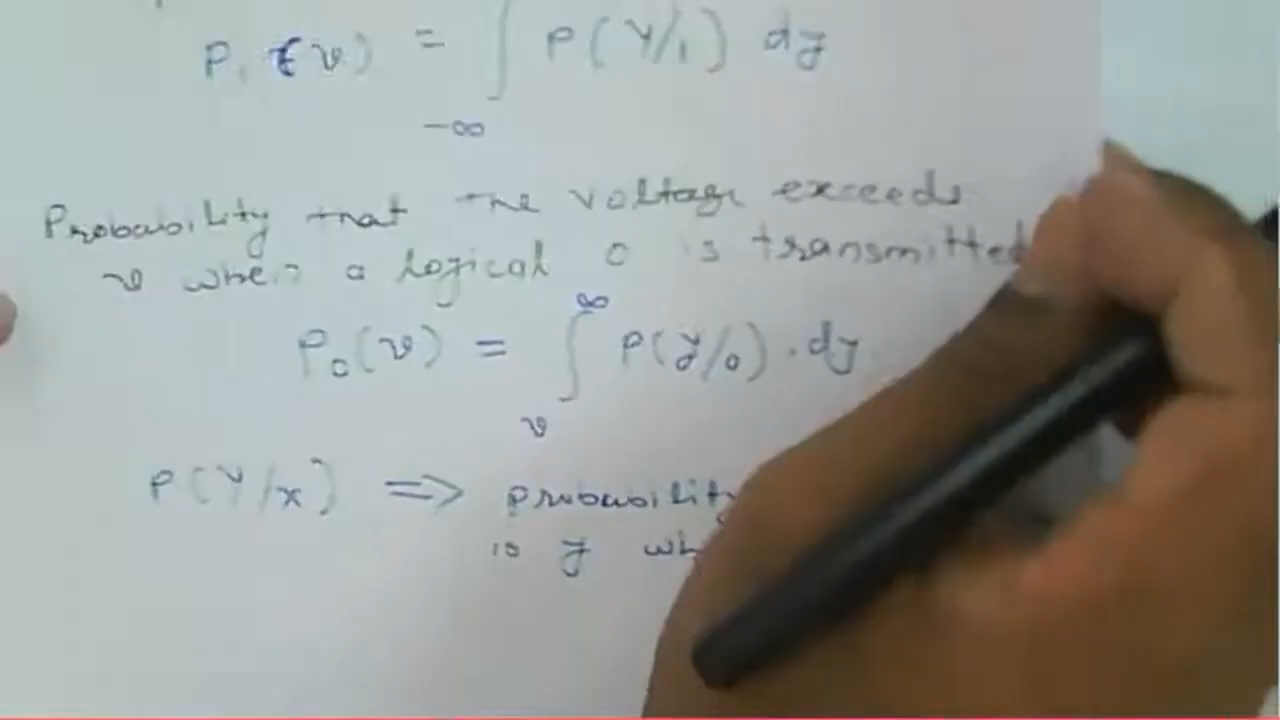 P₁(v) = ∫ P(Y/1) dy
-∞
Probability that the voltage exceeds
v when a logical 0 is transmitted
∞
P₀(v) = ∫ P(y/0) . dy
v
P(Y/x) => probability
is y